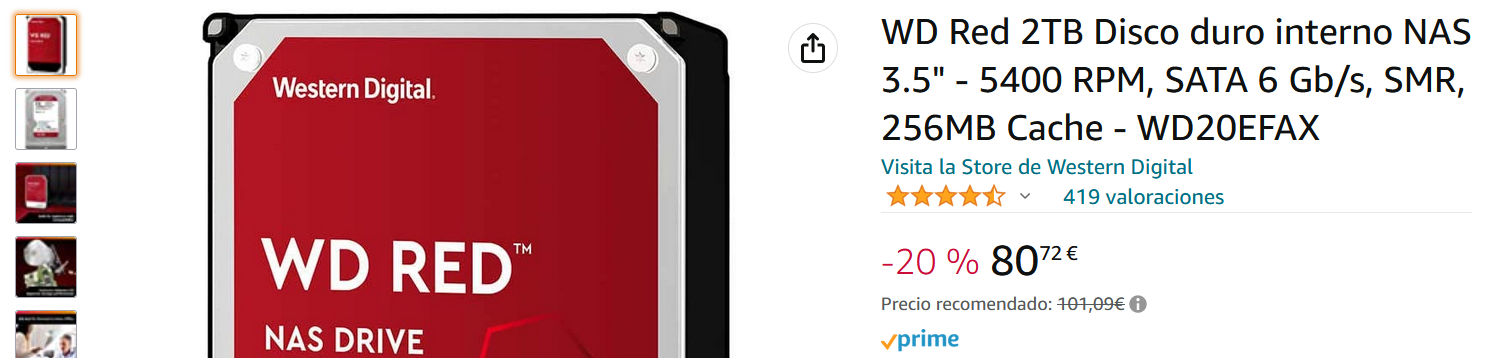 Western Digital.
WD RED™
NAS DRIVE
WD Red 2TB Disco duro interno NAS
3.5" - 5400 RPM, SATA 6 Gb/s, SMR,
256MB Cache - WD20EFAX
Visita la Store de Western Digital
419 valoraciones
-20 % 8072 €
Precio recomendado: 101,09€
prime